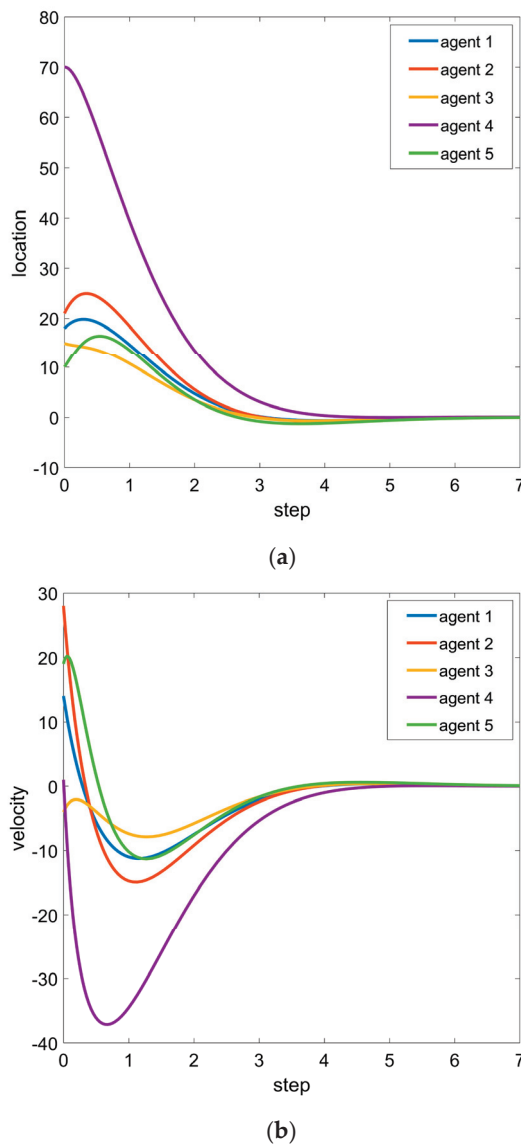 80
70
60
50
40
30
20
10
0
-10
location
agent 1
agent 2
agent 3
agent 4
agent 5
0 1 2 3 4 5 6 7
step
(a)
30
20
10
0
-10
-20
-30
-40
velocity
agent 1
agent 2
agent 3
agent 4
agent 5
0 1 2 3 4 5 6 7
step
(b)